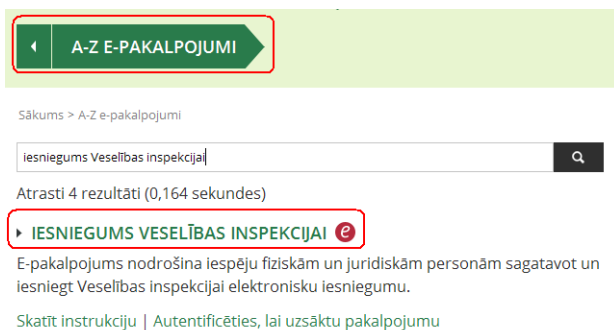 A-Z E-PAKALPOJUMI
Sākums > A-Z e-pakalpojumi
iesniegums Veselības inspekcijai
Atrasti 4 rezultāti (0,164 sekundes)
IESNIEGUMS VESELĪBAS INSPEKCIJAI e
E-pakalpojums nodrošina iespēju fiziskām un juridiskām personām sagatavot un
iesniegt Veselības inspekcijai elektronisku iesniegumu.
Skatīt instrukciju | Autentificēties, lai uzsāktu pakalpojumu